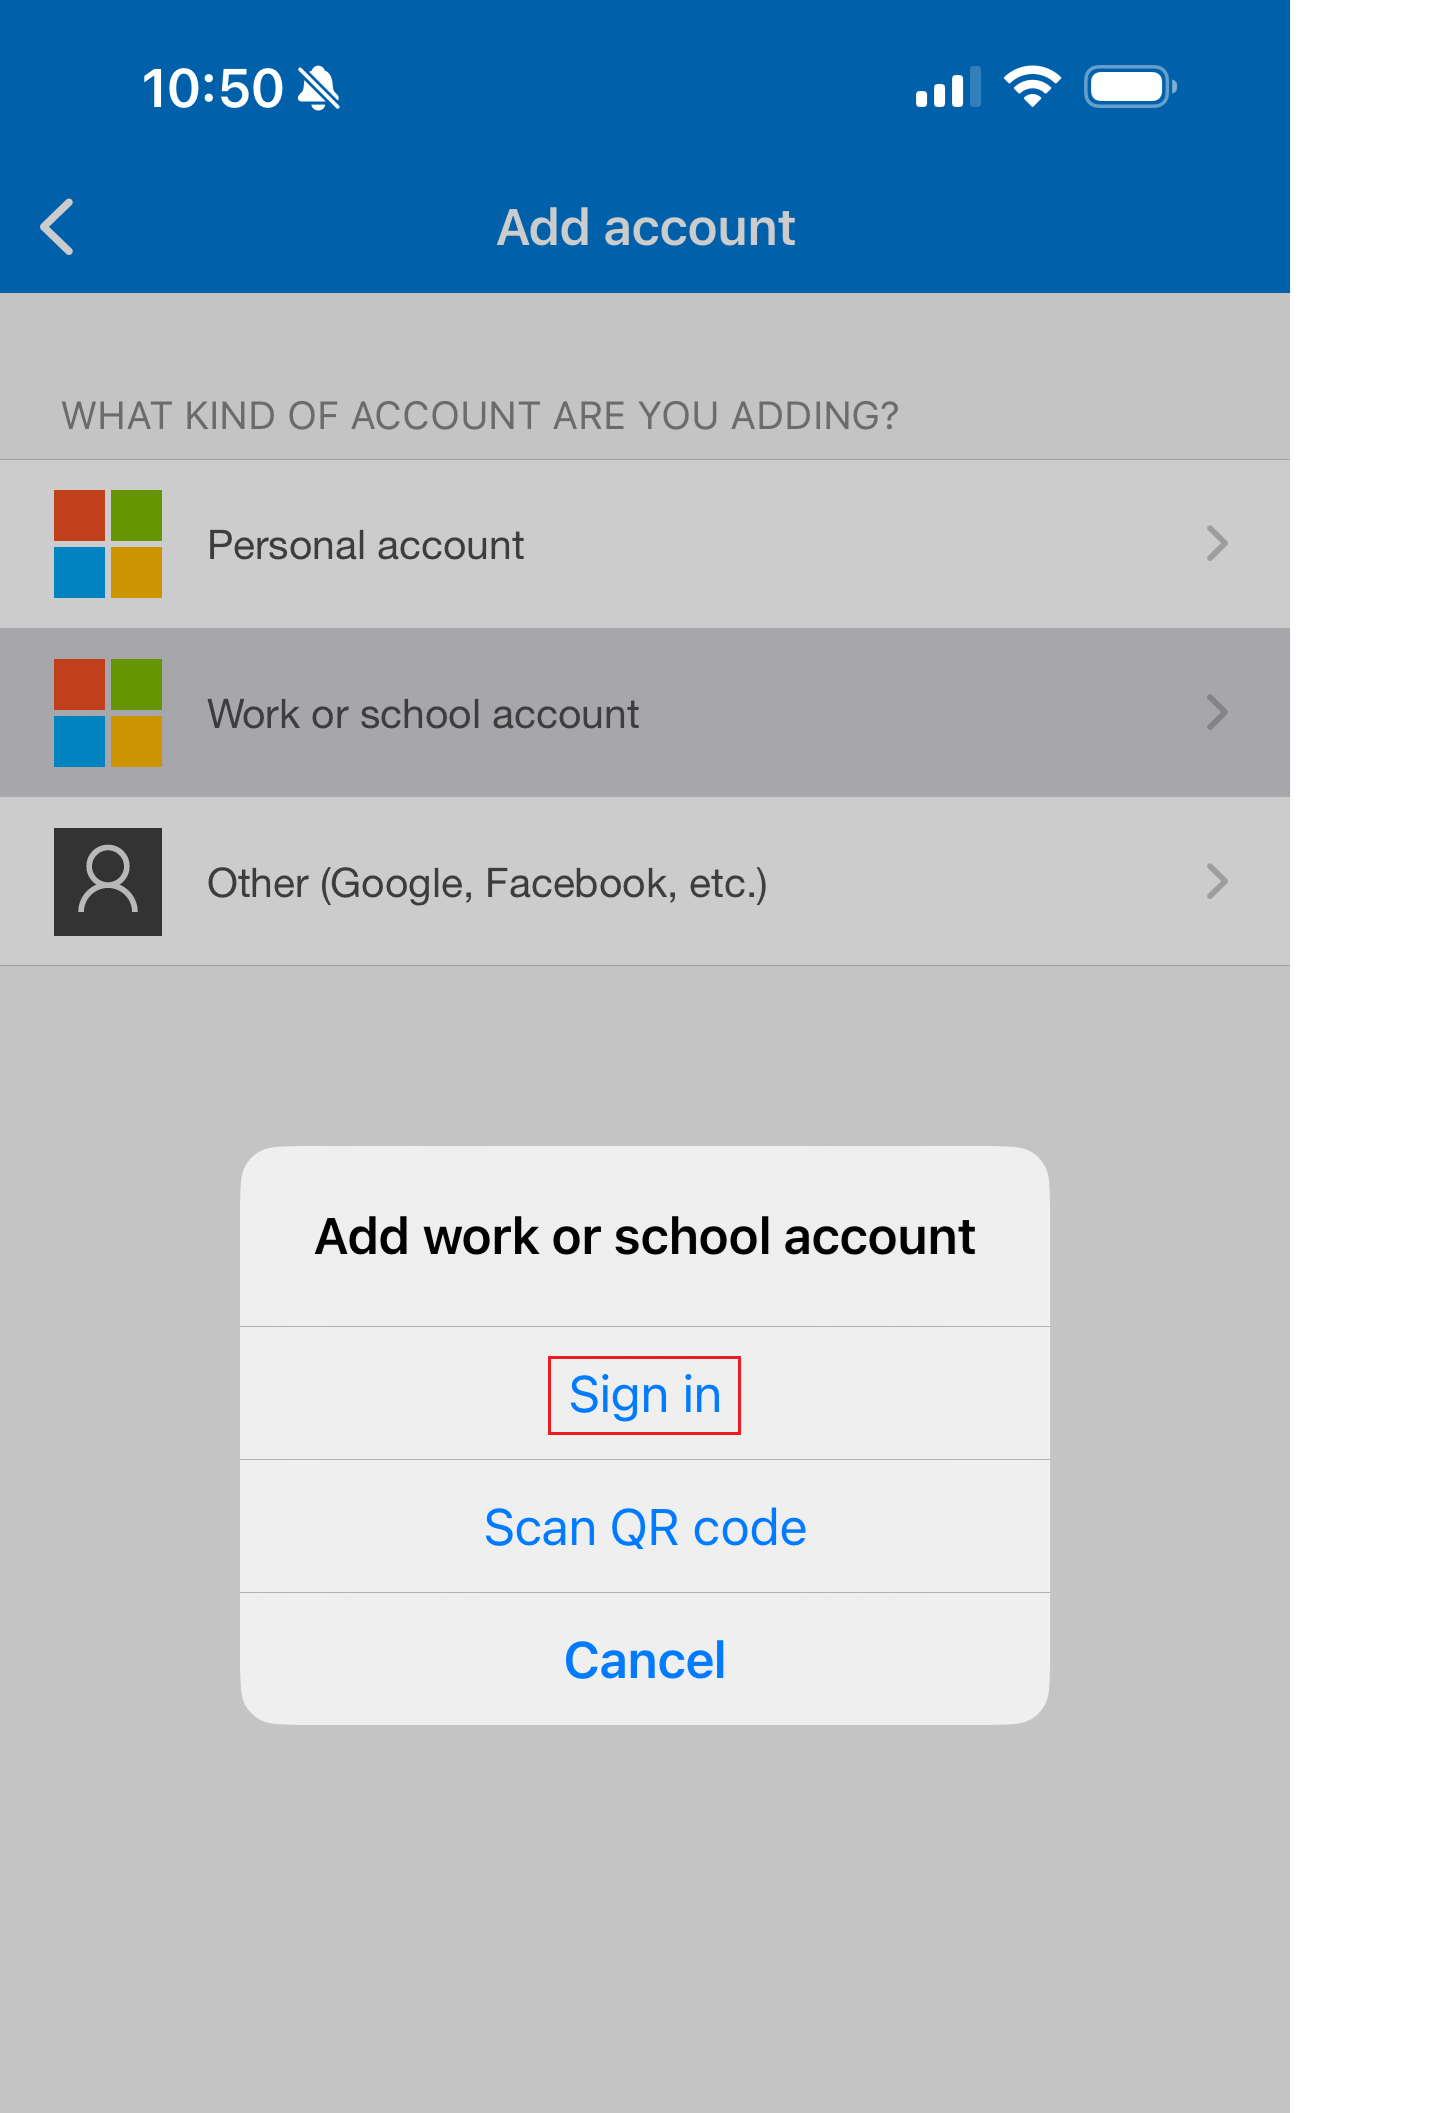 10:50
Add account
WHAT KIND OF ACCOUNT ARE YOU ADDING?
Personal account
Work or school account
Other (Google, Facebook, etc.)
Add work or school account
Sign in
Scan QR code
Cancel